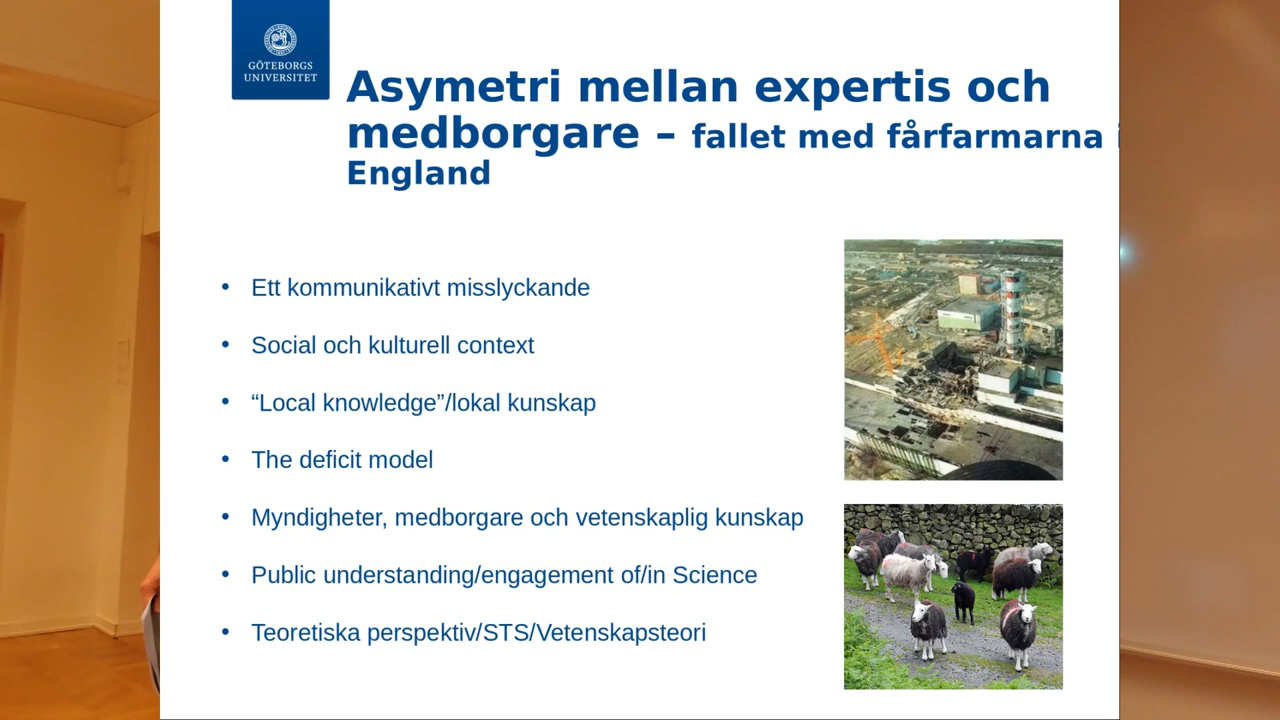 GÖTEBORGS
UNIVERSITET
Asymetri mellan expertis och
medborgare – fallet med fårfarmarna i
England
• Ett kommunikativt misslyckande
• Social och kulturell context
• “Local knowledge”/lokal kunskap
• The deficit model
• Myndigheter, medborgare och vetenskaplig kunskap
• Public understanding/engagement of/in Science
• Teoretiska perspektiv/STS/Vetenskapsteori